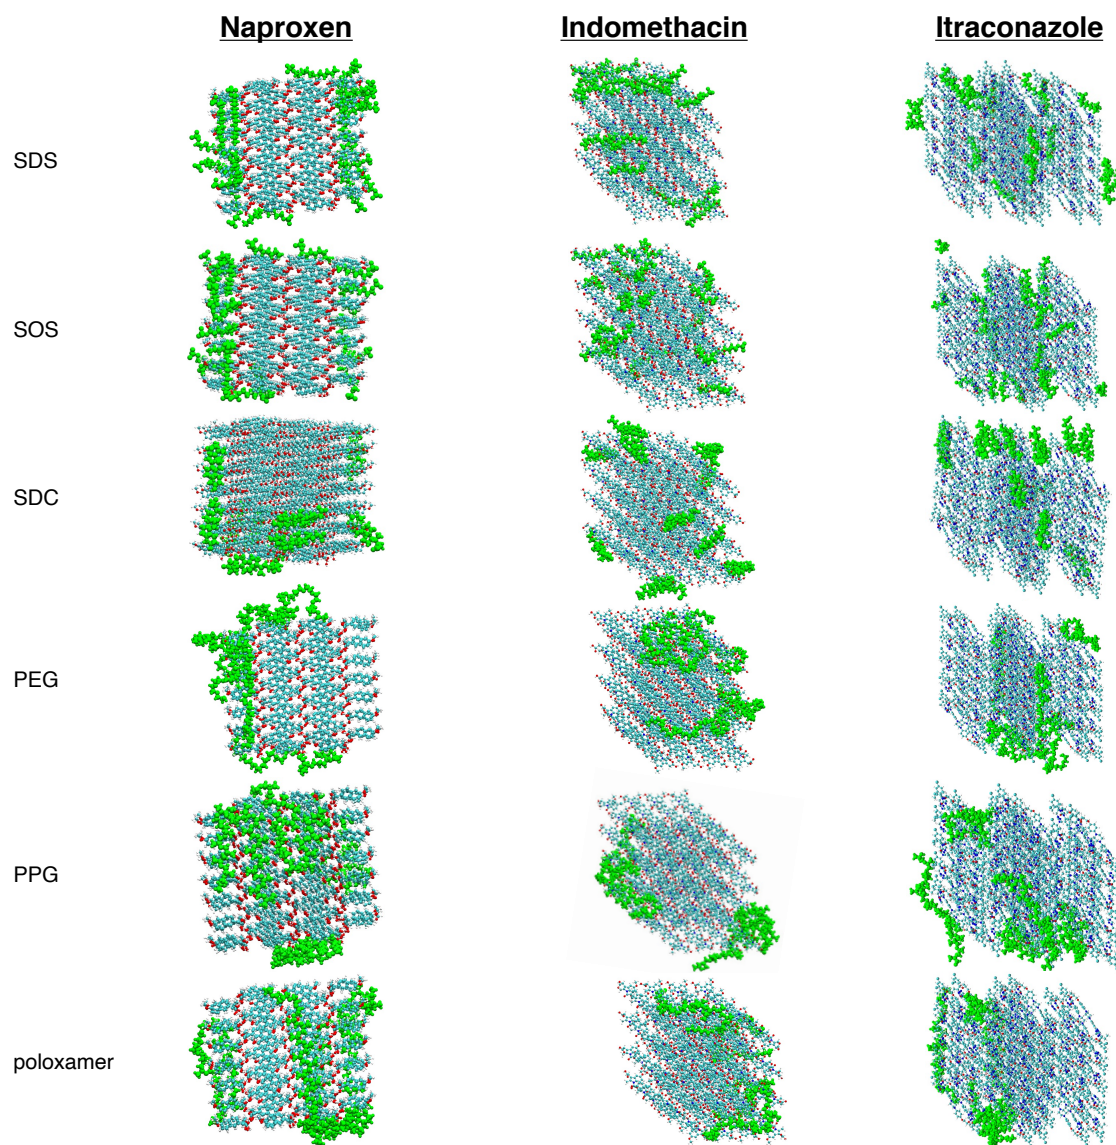 Naproxen Indomethacin Itraconazole
SDS
SOS
SDC
PEG
PPG
poloxamer